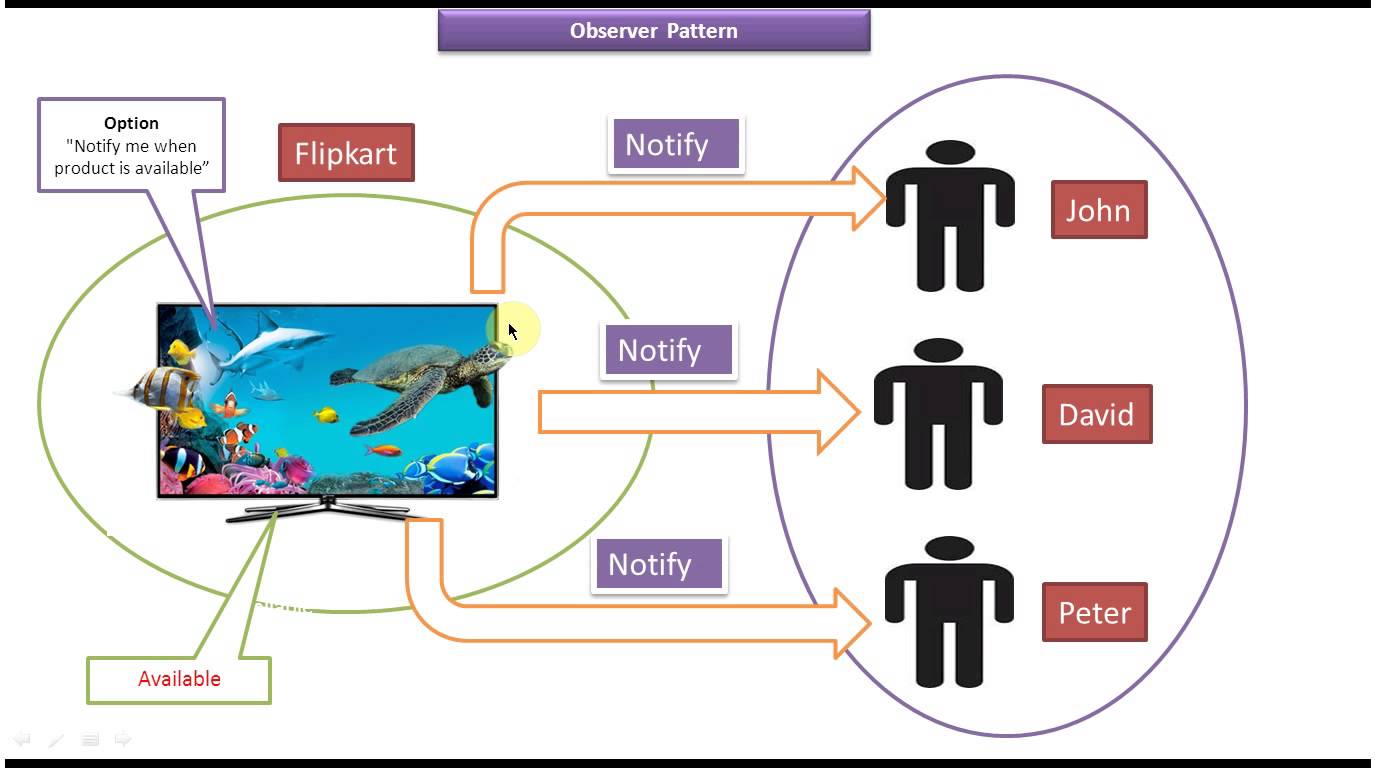 Observer Pattern
Option
"Notify me when
product is available”
Flipkart
Notify
John
Notify
David
Notify
Peter
Available